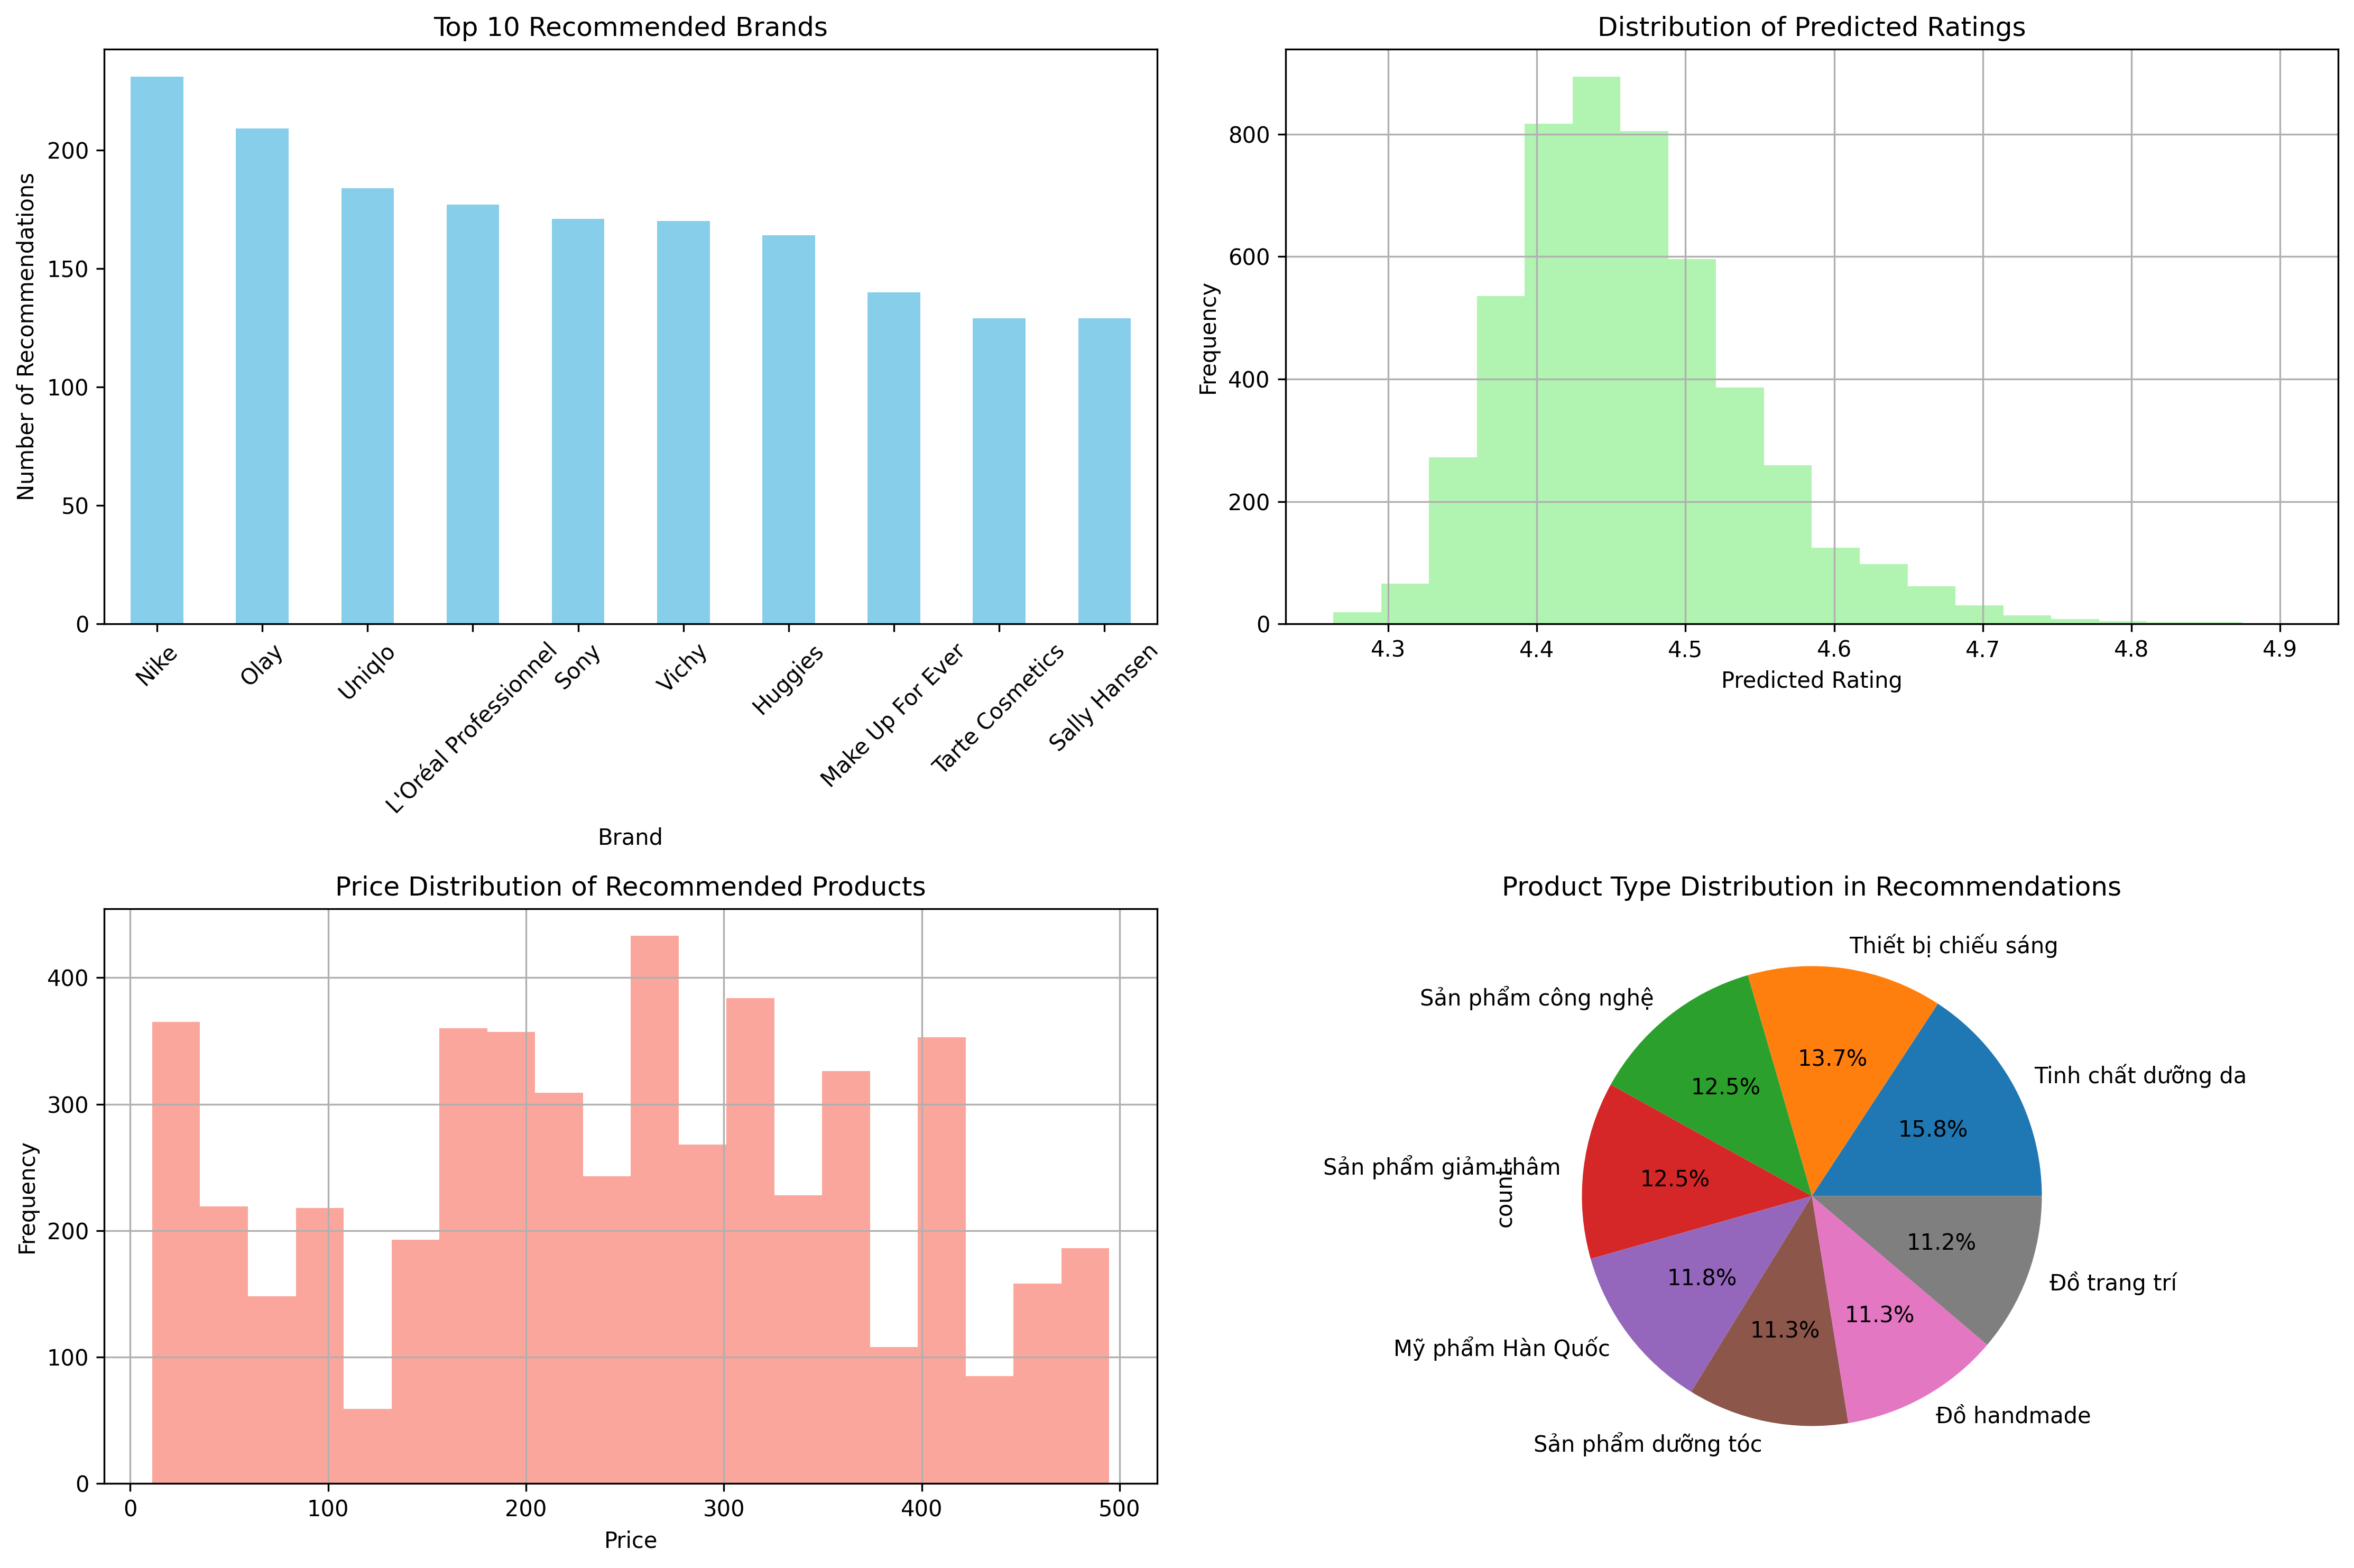 Top 10 Recommended Brands
Number of Recommendations
200
150
100
50
0
Nike
Olay
Uniqlo
L'Oréal Professionnel
Sony
Vichy
Huggies
Make Up For Ever
Tarte Cosmetics
Sally Hansen
Brand
Distribution of Predicted Ratings
Frequency
800
600
400
200
0
4.3
4.4
4.5
4.6
4.7
4.8
4.9
Predicted Rating
Price Distribution of Recommended Products
Frequency
400
300
200
100
0
0
100
200
300
400
500
Price
Product Type Distribution in Recommendations
Thiết bị chiếu sáng
Sản phẩm công nghệ
Tinh chất dưỡng da
Sản phẩm giảm thâm
count
Mỹ phẩm Hàn Quốc
Sản phẩm dưỡng tóc
Đồ handmade
Đồ trang trí
13.7%
12.5%
15.8%
12.5%
11.8%
11.3%
11.3%
11.2%